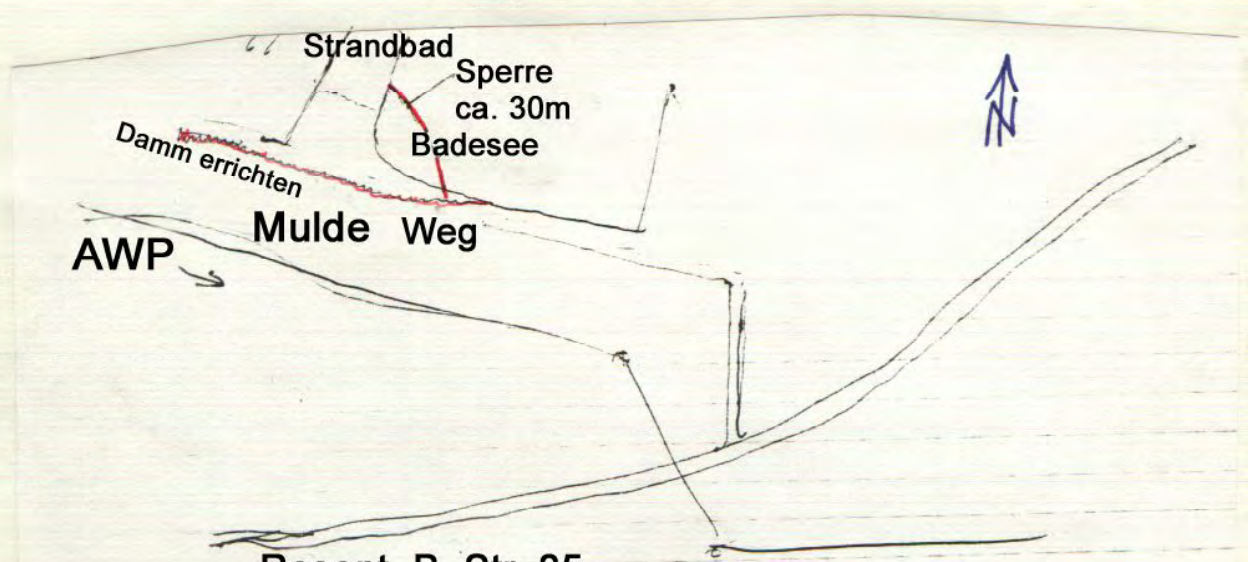 Strandbad
Sperre
ca. 30m
Badesee
Damm errichten
Mulde Weg
AWP
N